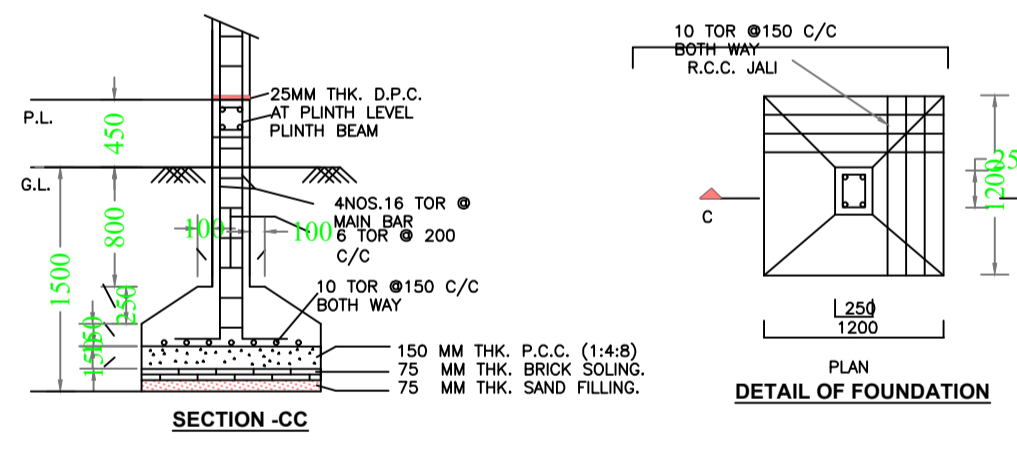 25MM THK. D.P.C.
AT PLINTH LEVEL
PLINTH BEAM
P.L.
450
G.L.
4NOS.16 TOR @
MAIN BAR
6 TOR @ 200
C/C
100
100
800
1500
250
10 TOR @150 C/C
BOTH WAY
150
150 MM THK. P.C.C. (1:4:8)
75 MM THK. BRICK SOLING.
75 MM THK. SAND FILLING.
SECTION -CC
10 TOR @150 C/C
BOTH WAY
R.C.C. JALI
1200
C
250
1200
PLAN
DETAIL OF FOUNDATION